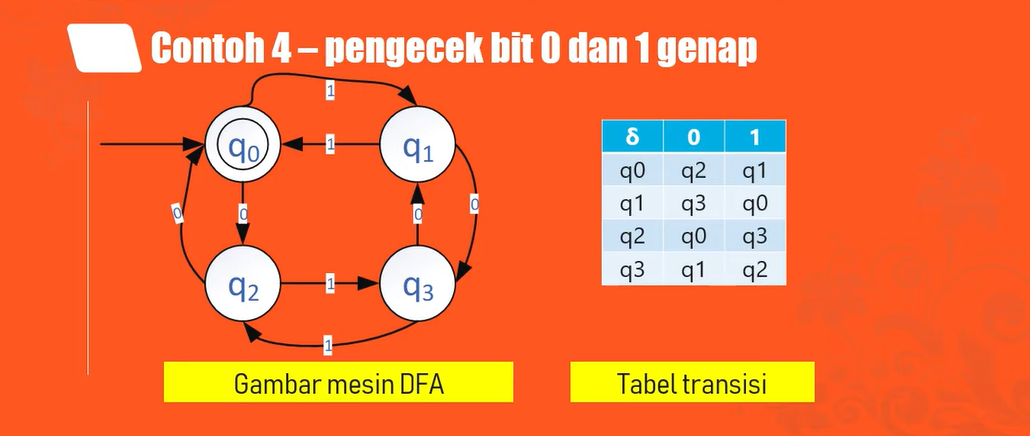 Contoh 4 – pengecek bit 0 dan 1 genap
1
q0
1
q1
0
0
0
0
q2
1
q3
1
δ 0 1
q0 q2 q1
q1 q3 q0
q2 q0 q3
q3 q1 q2
Gambar mesin DFA
Tabel transisi